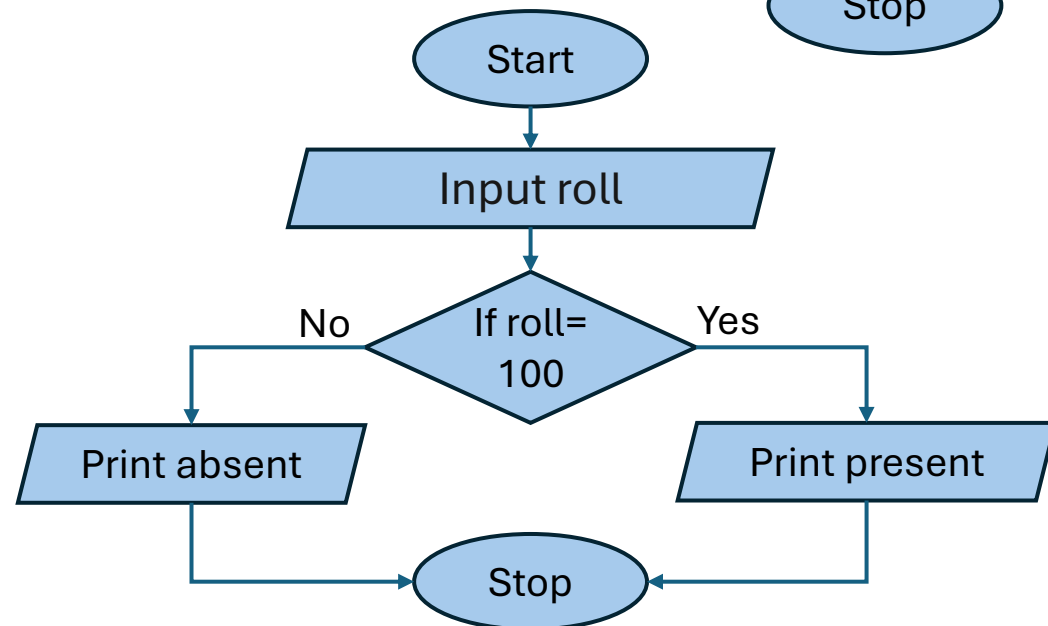 Stop
Start
Input roll
No
If roll=
100
Yes
Print absent
Print present
Stop